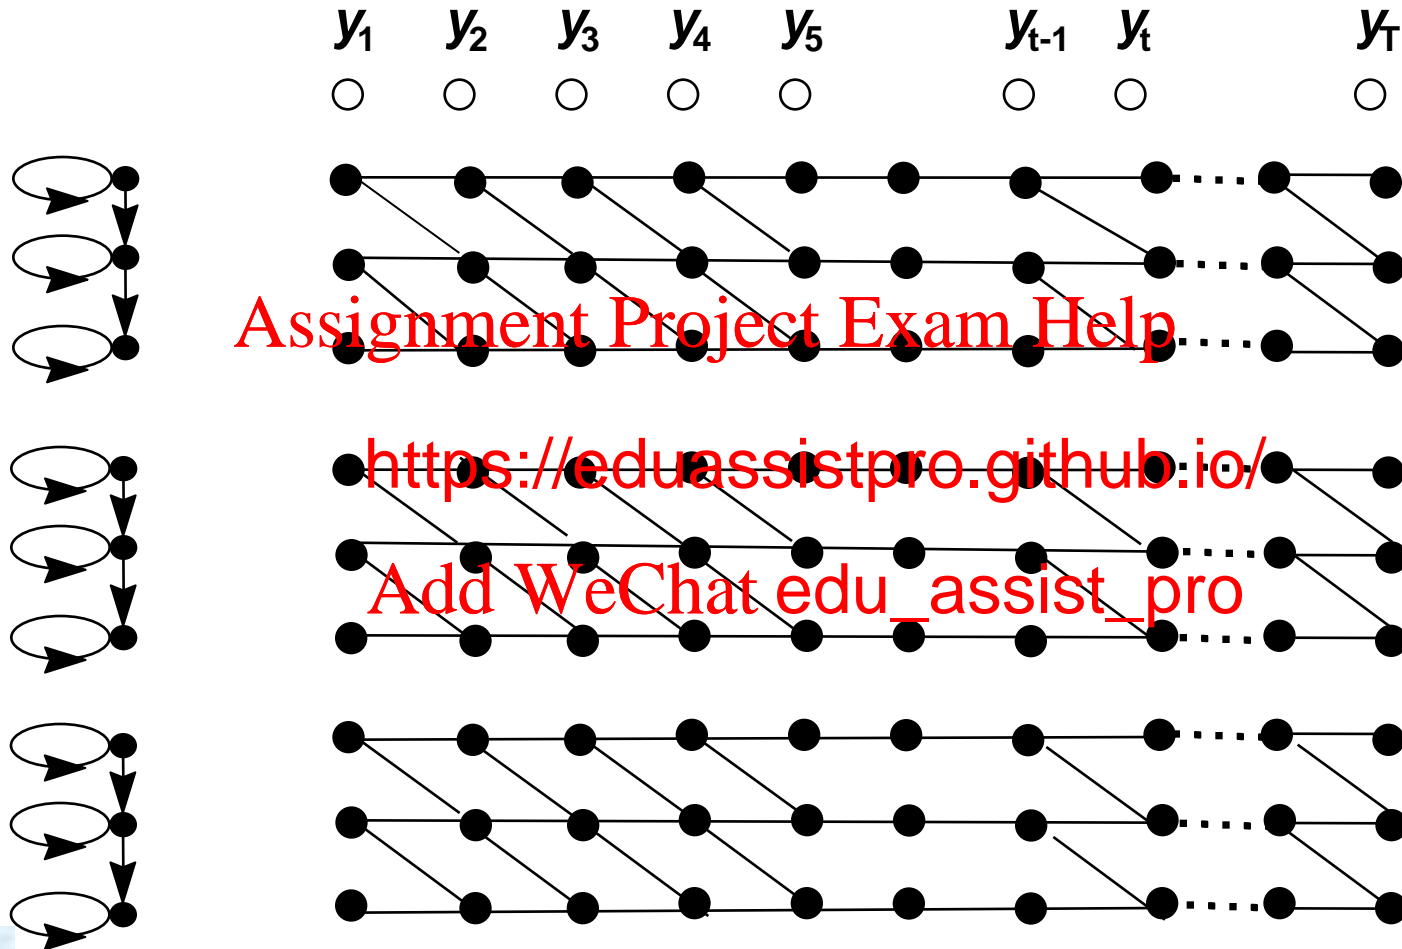 y1 y2 y3 y4 y5 yt-1 yt yT
Assignment Project Exam Help
https://eduassistpro.github.io/
Add WeChat edu_assist_pro